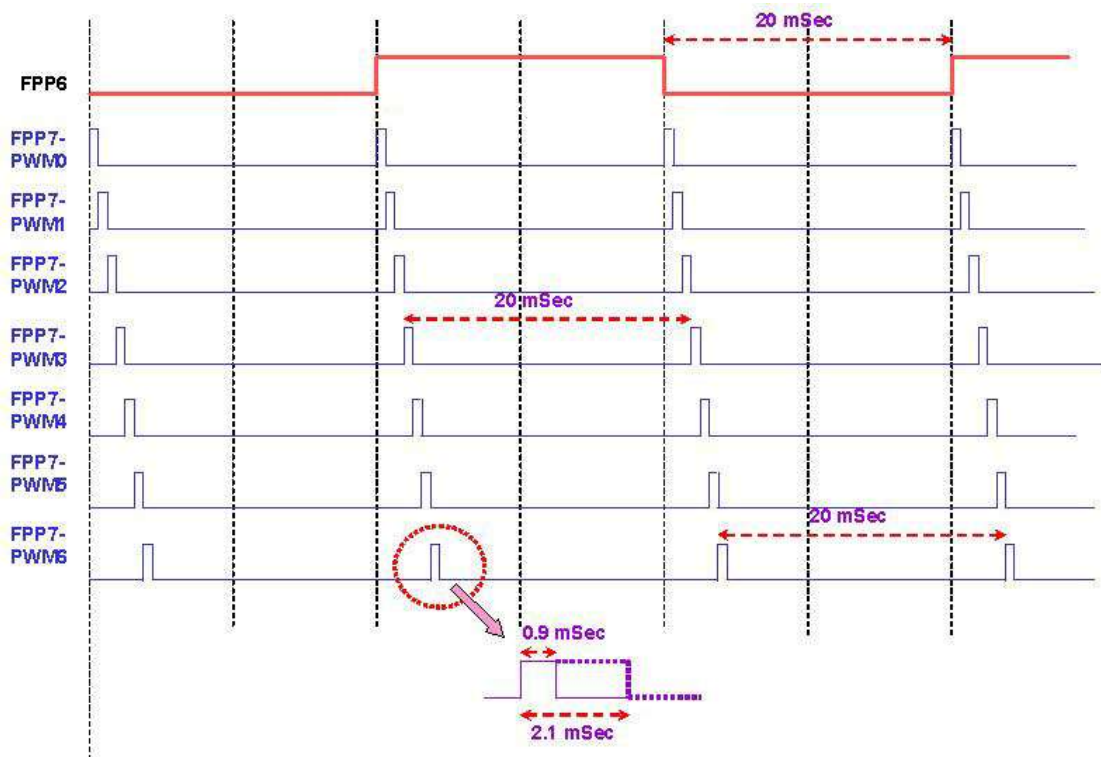 20 mSec
FPP6
FPP7-
PWM0
FPP7-
PWM1
FPP7-
PWM2
20 mSec
FPP7-
PWM3
FPP7-
PWM4
FPP7-
PWM5
20 mSec
FPP7-
PWM6
0.9 mSec
2.1 mSec